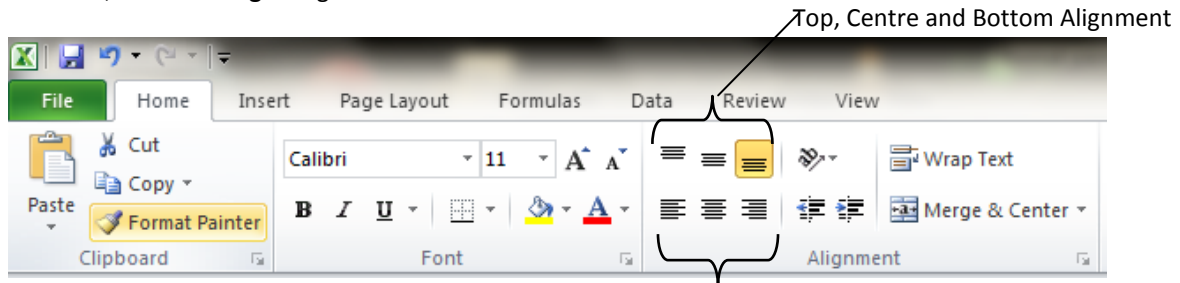 Top, Centre and Bottom Alignment
File Home Insert Page Layout Formulas Data Review View
Cut
Calibri 11 A A Wrap Text
Copy
Paste B I U A Merge & Center
Format Painter
Clipboard Font Alignment